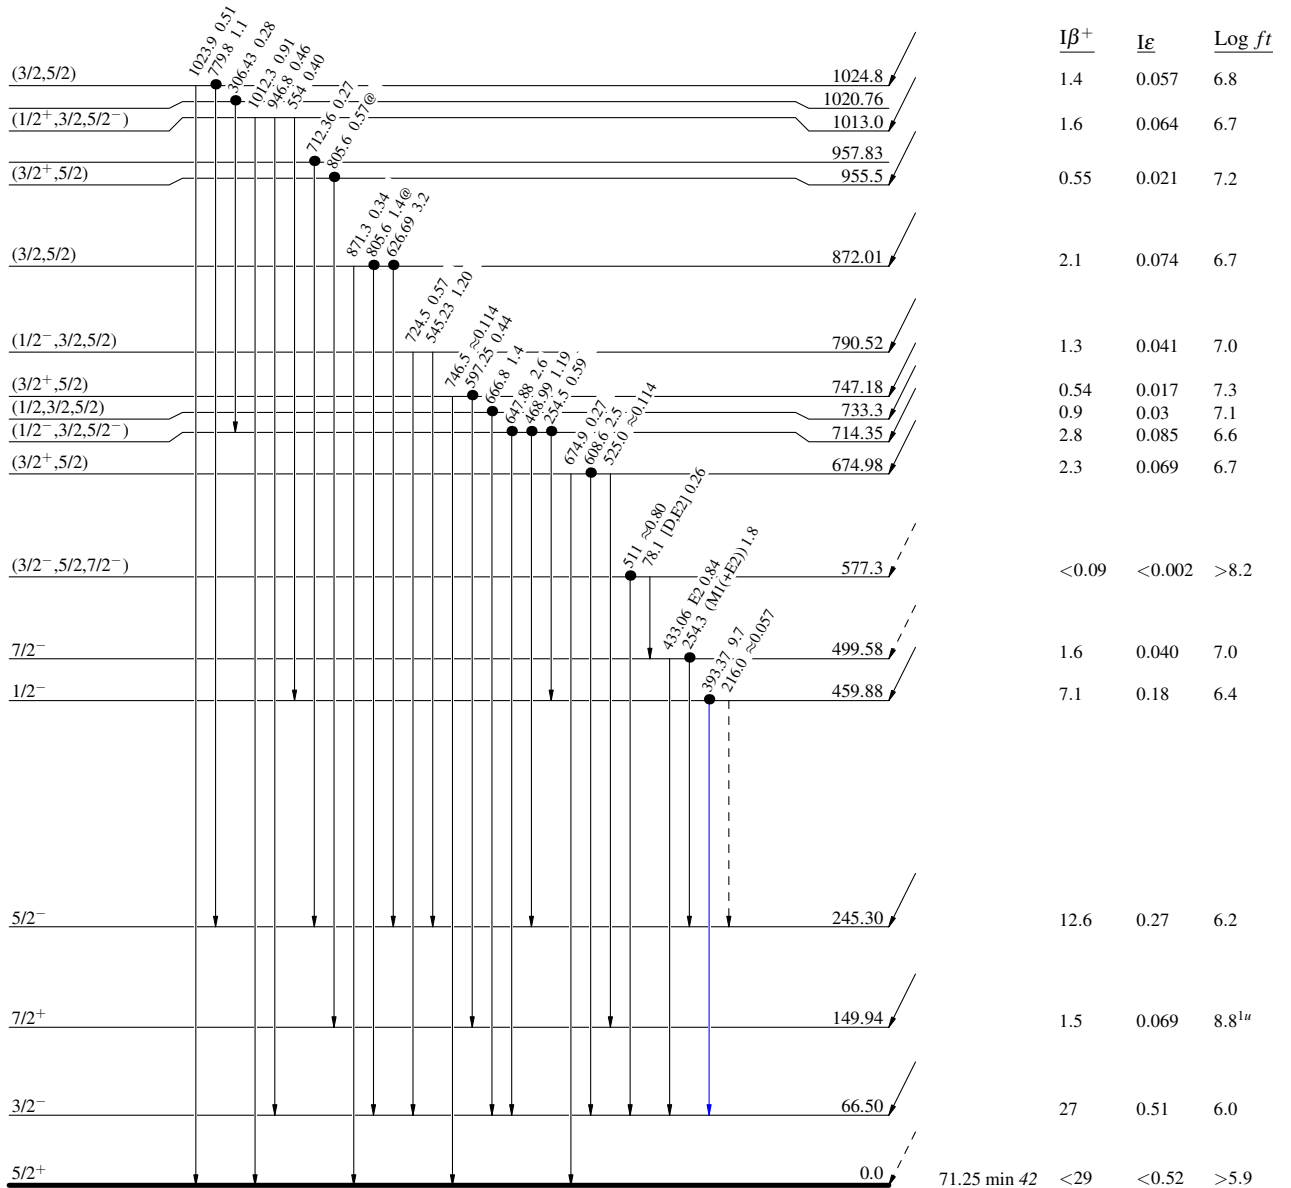 Iβ⁺ Iε Log ft
1023.9 0.51
779.8 1.1
306.43 0.28
1012.3 0.91
946.8 0.46
554 0.40
712.36 0.27
805.6 0.57@
871.3 0.34
805.6 1.4@
626.69 3.2
724.5 0.57
545.23 1.20
746.5 ≈0.114
597.25 0.44
666.8 1.4
647.88 2.6
468.99 1.19
254.5 0.59
674.9 0.27
608.6 2.5
525.0 ≈0.114
511 ≈0.80
78.1 [D,E2] 0.26
433.06 E2 0.84
254.3 (M1(+E2)) 1.8
393.37 9.7
216.0 ≈0.057
(3/2,5/2) 1024.8 1.4 0.057 6.8
1020.76
(1/2⁺,3/2,5/2⁻) 1013.0 1.6 0.064 6.7
957.83
(3/2⁺,5/2) 955.5 0.55 0.021 7.2
(3/2,5/2) 872.01 2.1 0.074 6.7
(1/2⁻,3/2,5/2) 790.52 1.3 0.041 7.0
(3/2⁺,5/2) 747.18 0.54 0.017 7.3
(1/2,3/2,5/2) 733.3 0.9 0.03 7.1
(1/2⁻,3/2,5/2⁻) 714.35 2.8 0.085 6.6
(3/2⁺,5/2) 674.98 2.3 0.069 6.7
(3/2⁻,5/2,7/2⁻) 577.3 <0.09 <0.002 >8.2
7/2⁻ 499.58 1.6 0.040 7.0
1/2⁻ 459.88 7.1 0.18 6.4
5/2⁻ 245.30 12.6 0.27 6.2
7/2⁺ 149.94 1.5 0.069 8.8¹ᵘ
3/2⁻ 66.50 27 0.51 6.0
5/2⁺ 0.0 71.25 min 42 <29 <0.52 >5.9